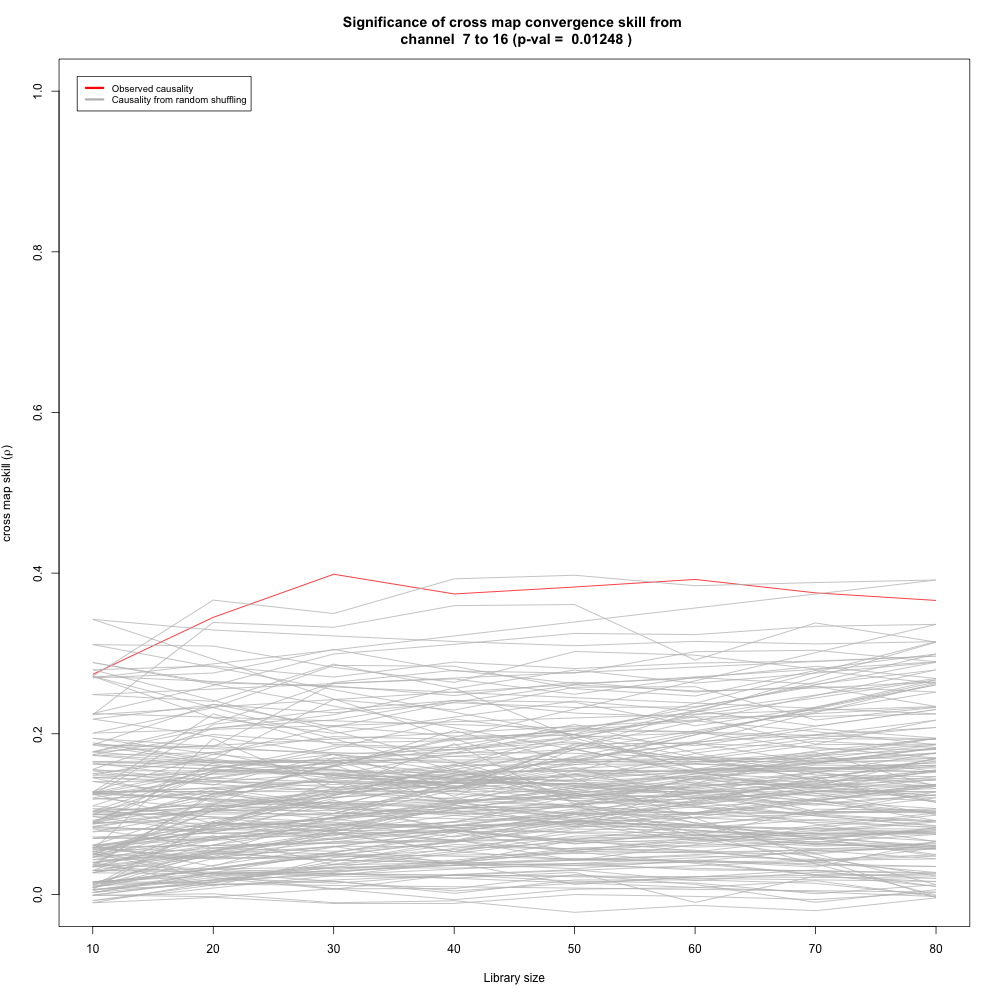 Significance of cross map convergence skill from
channel  7 to 16 (p-val =  0.01248 )
Observed causality
Causality from random shuffling
cross map skill (ρ)
1.0
0.8
0.6
0.4
0.2
0.0
10 20 30 40 50 60 70 80
Library size